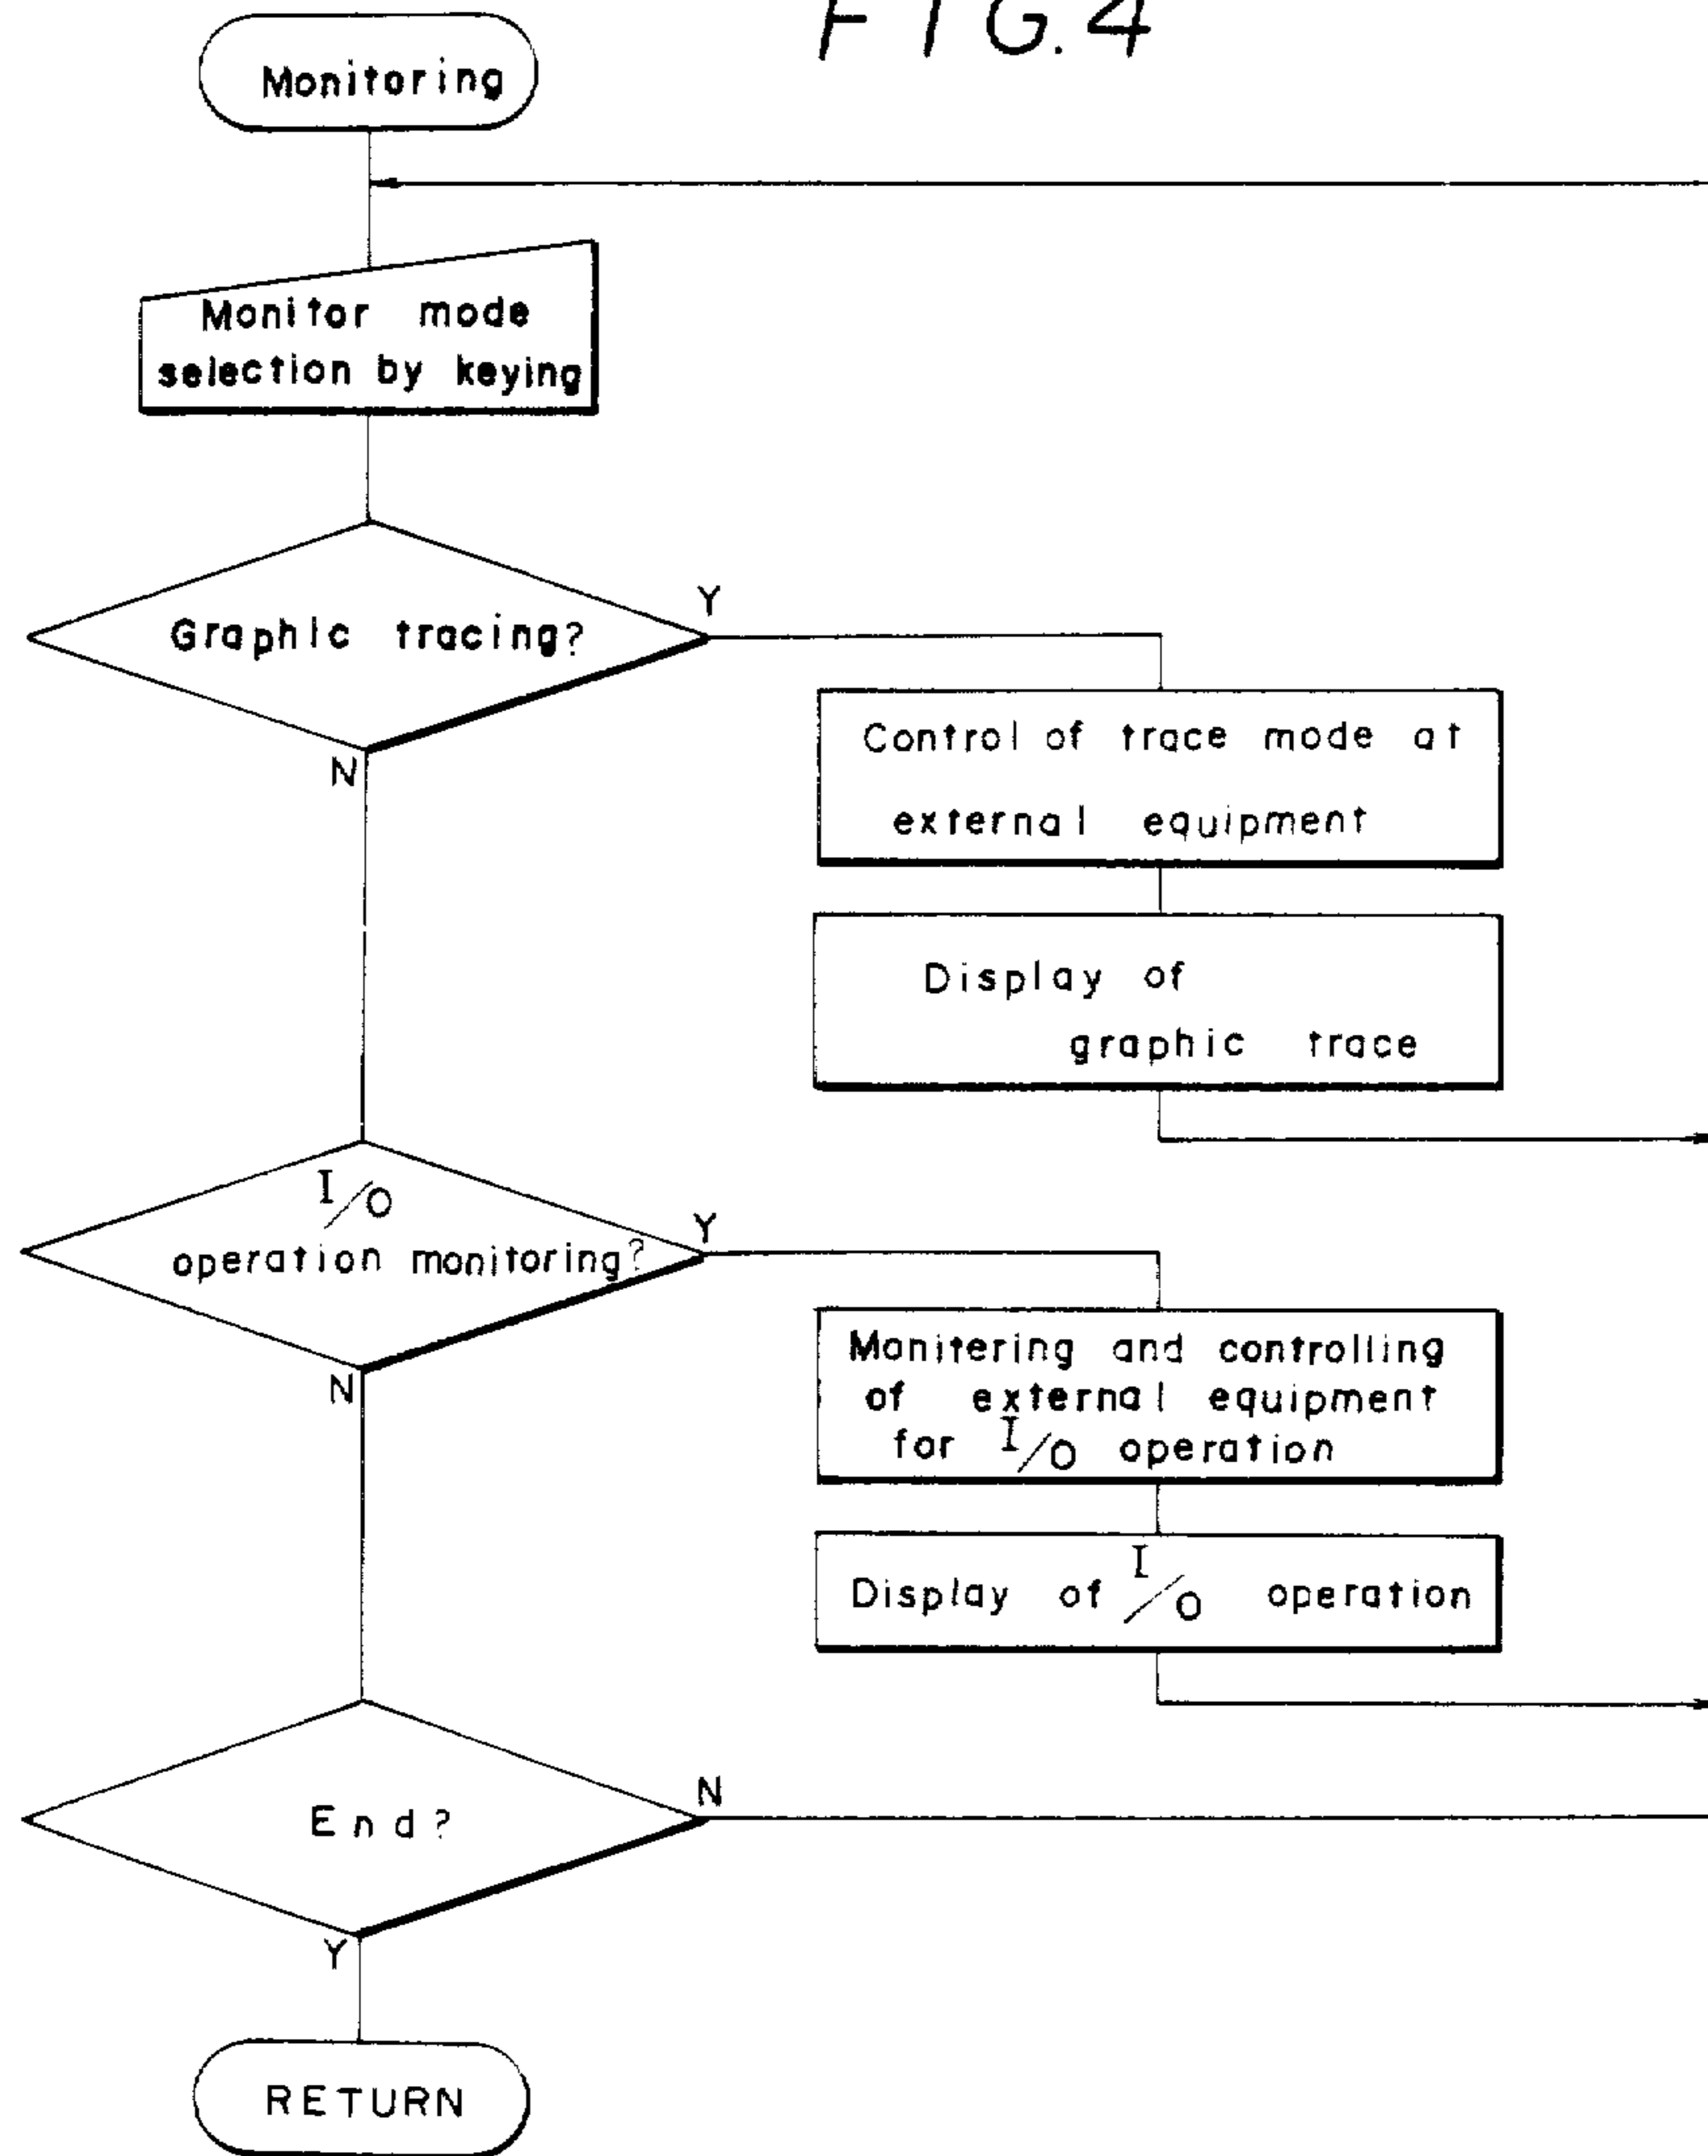 FIG. 4
Monitoring
Monitor mode
selection by keying
Graphic tracing?
Y
N
Control of trace mode at
external equipment
Display of
graphic trace
I/O
operation monitoring?
Y
N
Monitering and controlling
of external equipment
for I/O operation
Display of I/O operation
End?
N
Y
RETURN